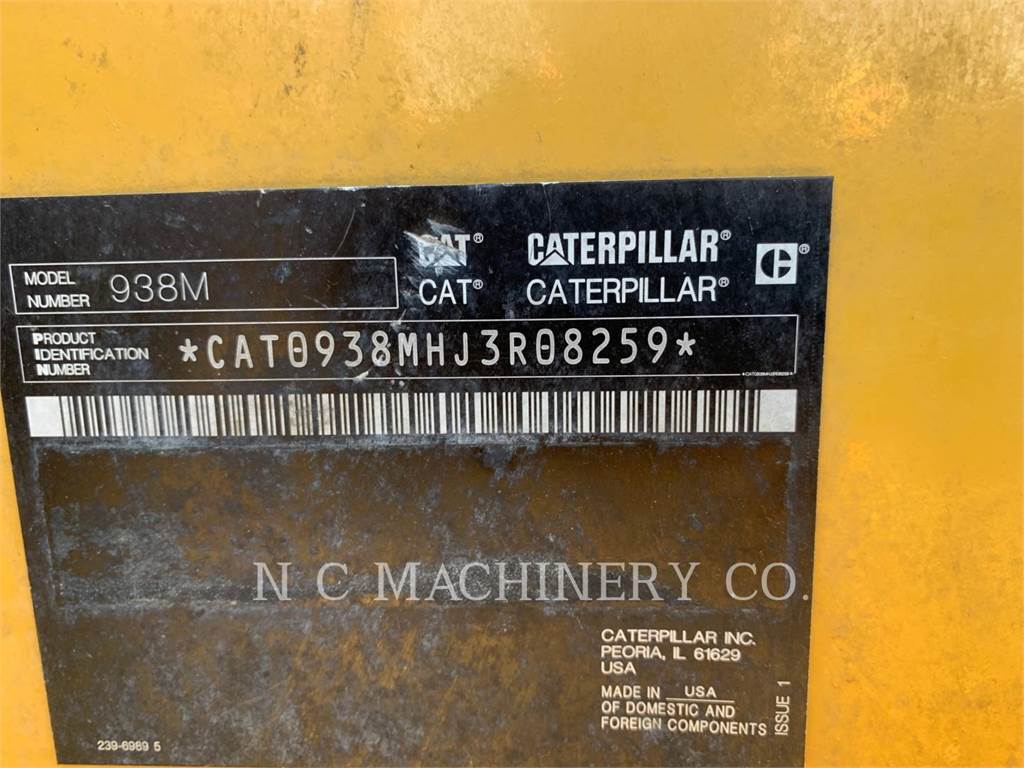 CAT® CATERPILLAR® C®
CAT® CATERPILLAR®
MODEL NUMBER 938M
PRODUCT IDENTIFICATION NUMBER *CAT0938MHJ3R08259*
*CAT0938MHJ3R08259*
N C MACHINERY CO.
CATERPILLAR INC.
PEORIA, IL 61629
USA
MADE IN USA
OF DOMESTIC AND
FOREIGN COMPONENTS
ISSUE 1
239-6969 5